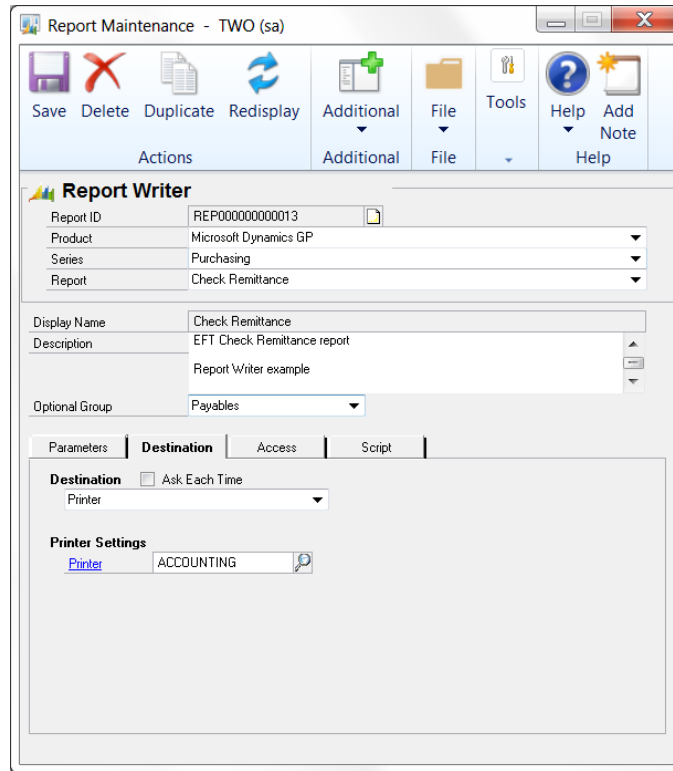 Report Maintenance - TWO (sa)
Save Delete Duplicate Redisplay Additional File Tools Help Add Note
Actions Additional File Help
Report Writer
Report ID REP000000000013
Product Microsoft Dynamics GP
Series Purchasing
Report Check Remittance
Display Name Check Remittance
Description EFT Check Remittance report
Report Writer example
Optional Group Payables
Parameters Destination Access Script
Destination Ask Each Time
Printer
Printer Settings
Printer ACCOUNTING